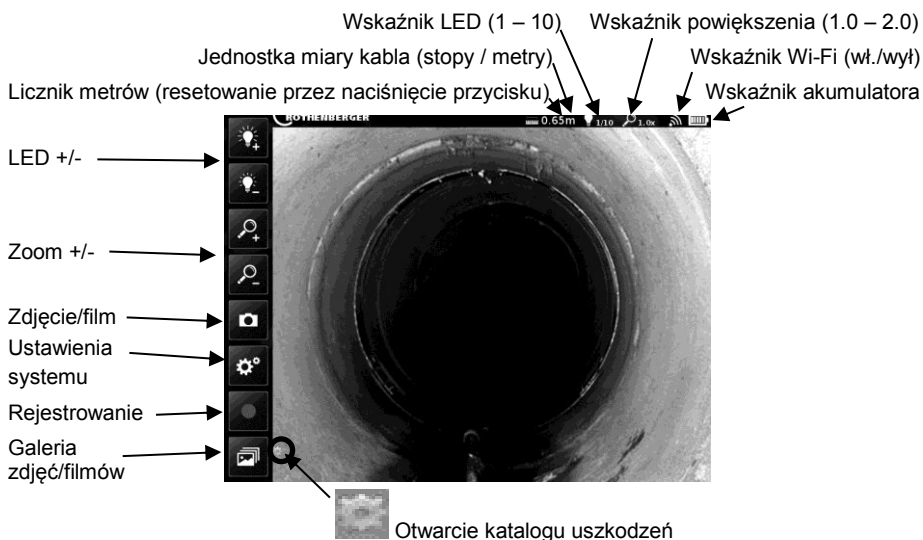 Wskaźnik LED (1 – 10)
Wskaźnik powiększenia (1.0 – 2.0)
Jednostka miary kabla (stopy / metry)
Wskaźnik Wi-Fi (wł./wył)
Licznik metrów (resetowanie przez naciśnięcie przycisku)
Wskaźnik akumulatora
ROTHENBERGER
0.65m
1/10
1.0x
LED +/-
Zoom +/-
Zdjęcie/film
Ustawienia
systemu
Rejestrowanie
Galeria
zdjęć/filmów
Otwarcie katalogu uszkodzeń